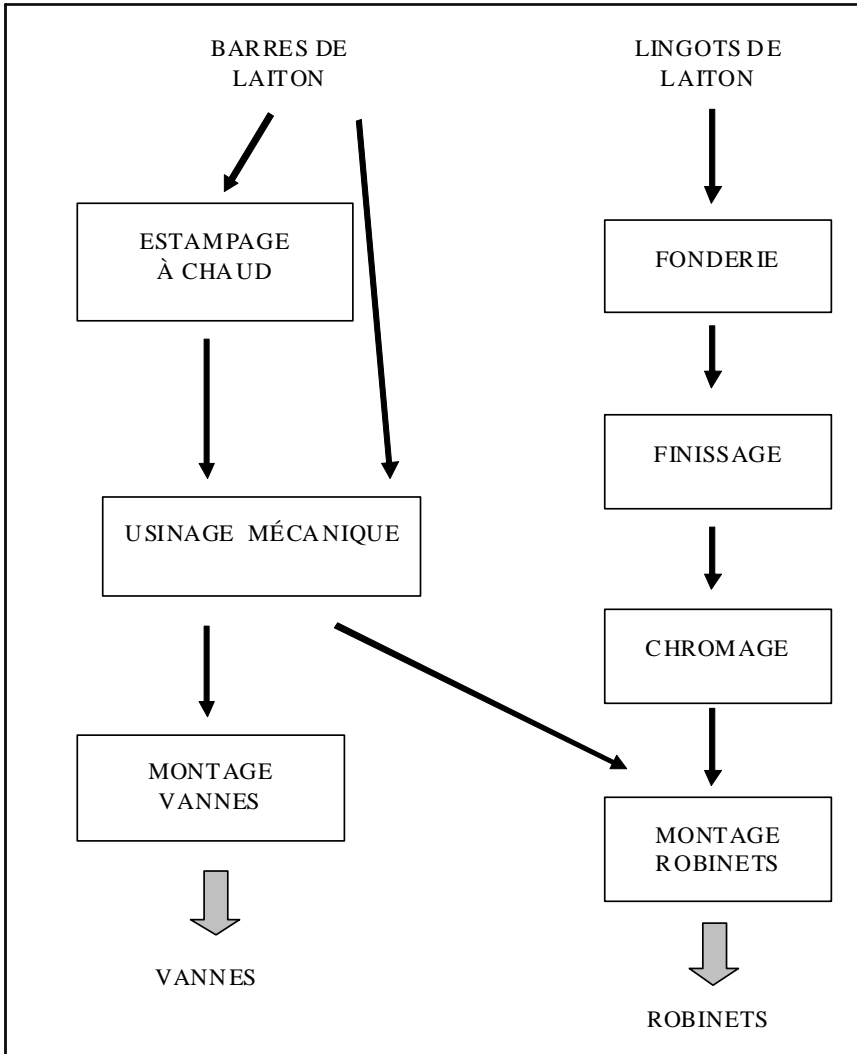 BARRES DE
LAITON
LINGOTS DE
LAITON
ESTAMPAGE
À CHAUD
FONDERIE
FINISSAGE
USINAGE MÉCANIQUE
CHROMAGE
MONTAGE
VANNES
MONTAGE
ROBINETS
VANNES
ROBINETS